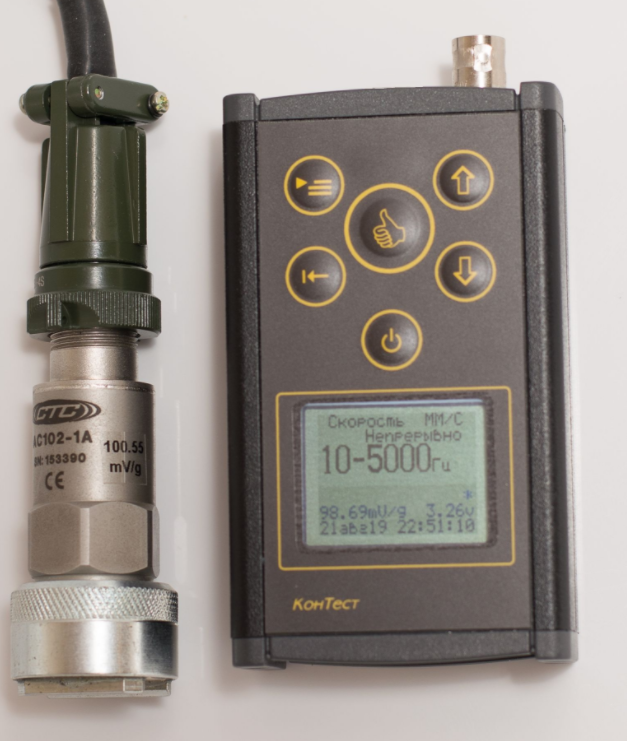 CTC
AC102-1A
SN:153390
CE
100.55
mV/g
Скорость ММ/С
Непрерывно
10-5000гц
*
98.69mV/g 3.26v
21авг19 22:51:10
КонТест